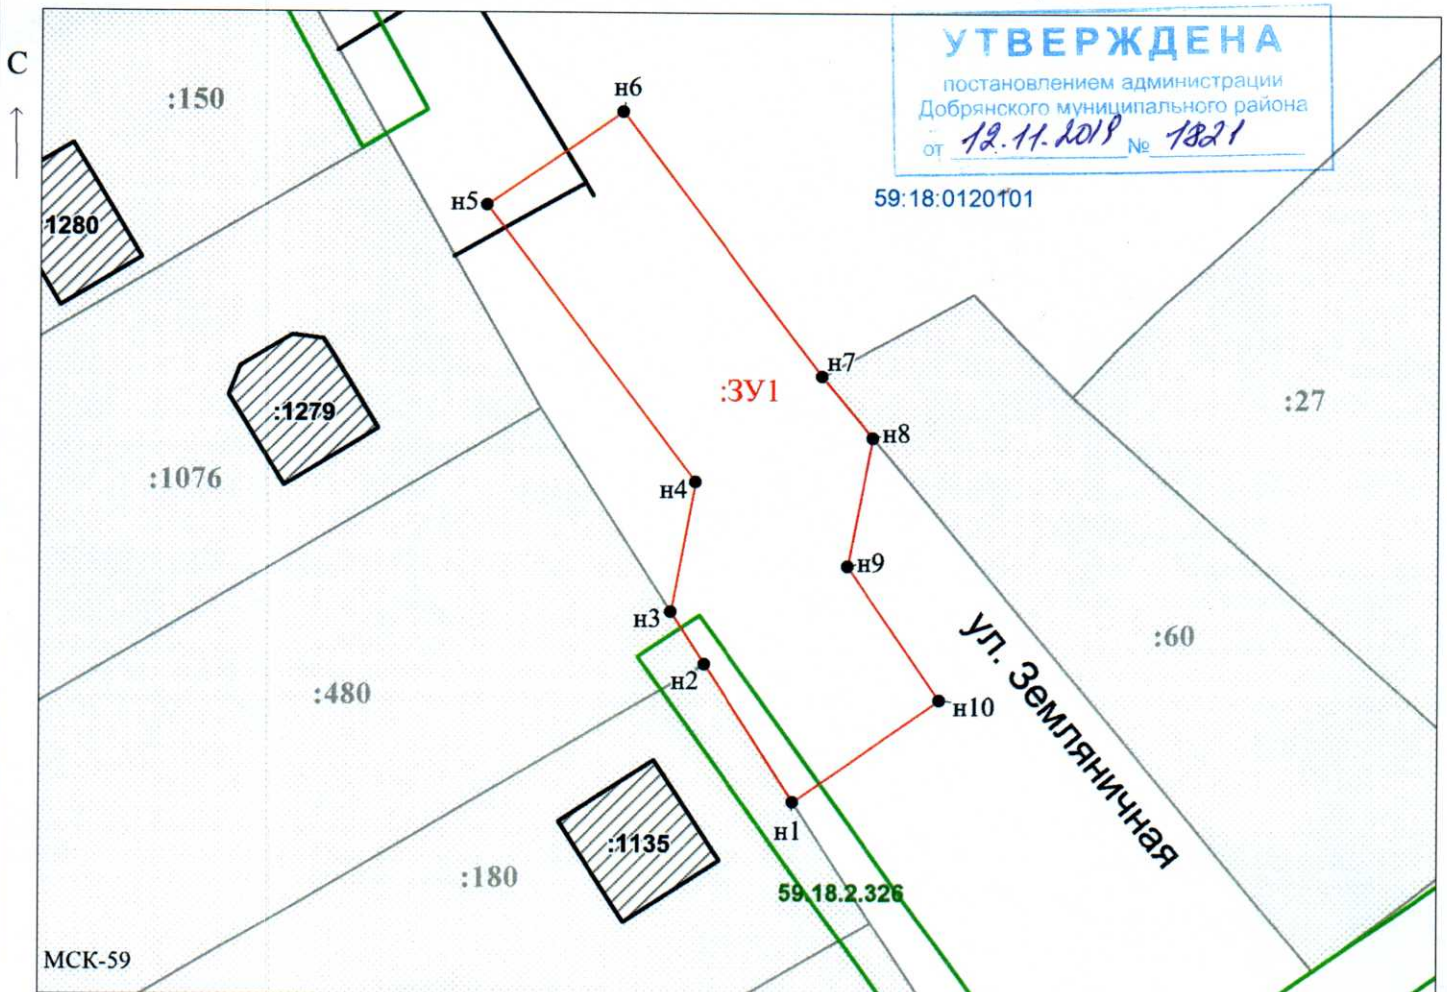 С
УТВЕРЖДЕНА
постановлением администрации
Добрянского муниципального района
от 12.11.2019 № 1821
59:18:0120101
:150
н6
н5
:1280
н7
:ЗУ1
:27
:1279
н8
:1076
н4
н9
н3
ул. Земляничная
:60
н2
:480
н10
н1
:1135
:180
59.18.2.326
МСК-59